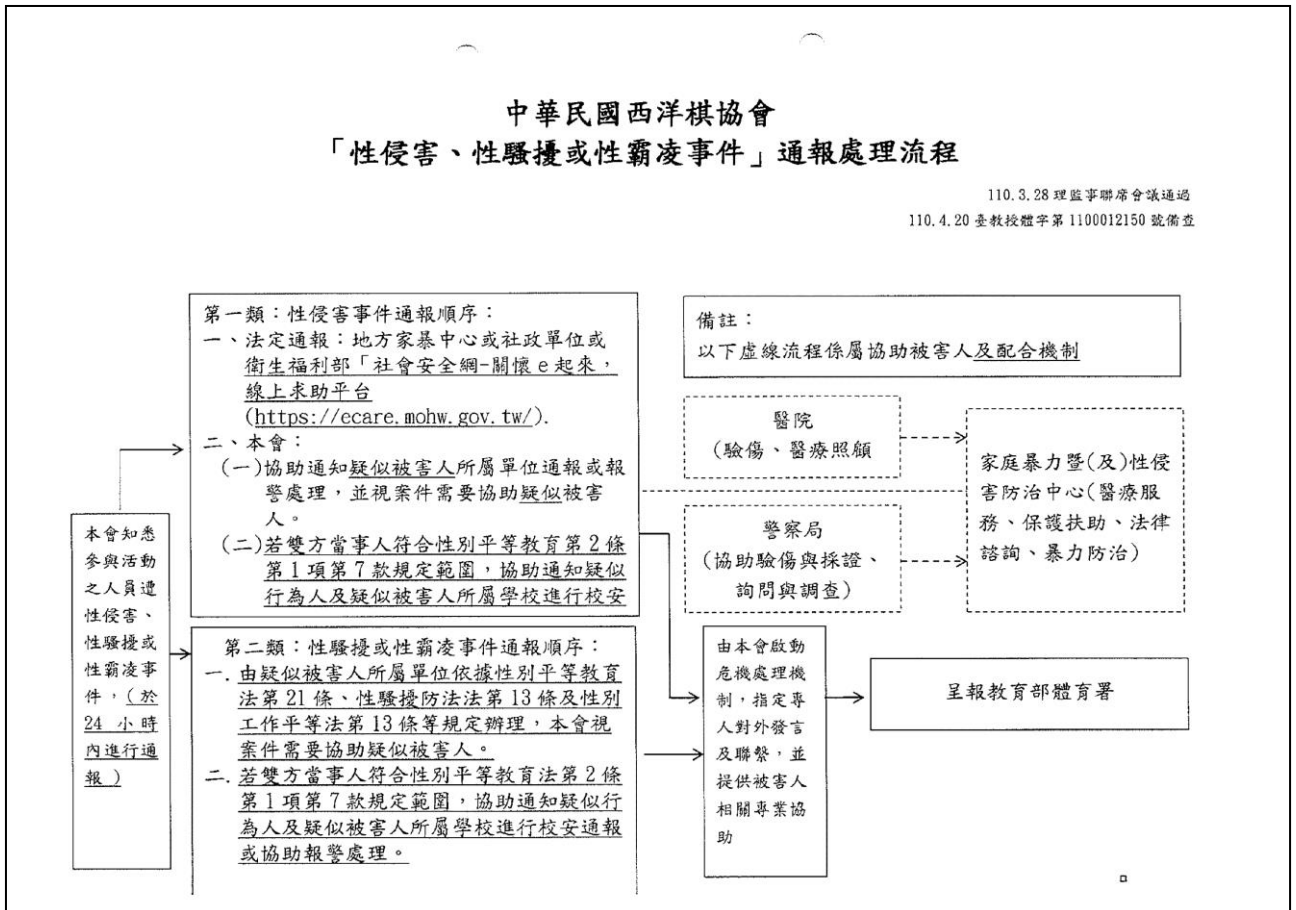 中華民國西洋棋協會
「性侵害、性騷擾或性霸凌事件」通報處理流程
110.3.28 理監事聯席會議通過
110.4.20 臺教授體字第 1100012150 號備查
本會知悉
參與活動
之人員遭
性侵害、
性騷擾或
性霸凌事
件，(於
24 小時
內進行通
報 )
第一類：性侵害事件通報順序：
一、法定通報：地方家暴中心或社政單位或
衛生福利部「社會安全網-關懷 e 起來，
線上求助平台
(https://ecare.mohw.gov.tw/).
二、本會：
(一)協助通知疑似被害人所屬單位通報或報
警處理，並視案件需要協助疑似被害
人。
(二)若雙方當事人符合性別平等教育第 2 條
第 1 項第 7 款規定範圍，協助通知疑似
行為人及疑似被害人所屬學校進行校安
第二類：性騷擾或性霸凌事件通報順序：
一. 由疑似被害人所屬單位依據性別平等教育
法第 21 條、性騷擾防法法第 13 條及性別
工作平等法第 13 條等規定辦理，本會視
案件需要協助疑似被害人。
二. 若雙方當事人符合性別平等教育法第 2 條
第 1 項第 7 款規定範圍，協助通知疑似行
為人及疑似被害人所屬學校進行校安通報
或協助報警處理。
備註：
以下虛線流程係屬協助被害人及配合機制
醫院
(驗傷、醫療照顧
警察局
(協助驗傷與採證、
詢問與調查)
家庭暴力暨(及)性侵
害防治中心(醫療服
務、保護扶助、法律
諮詢、暴力防治)
由本會啟動
危機處理機
制，指定專
人對外發言
及聯繫，並
提供被害人
相關專業協
助
呈報教育部體育署